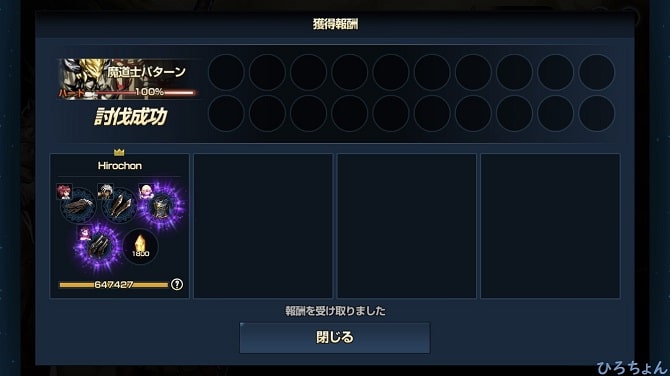 獲得報酬
魔道士パターン
ハード 100%
討伐成功
Hirochon
1800
647427 ?
報酬を受け取りました
閉じる
ひろちょん